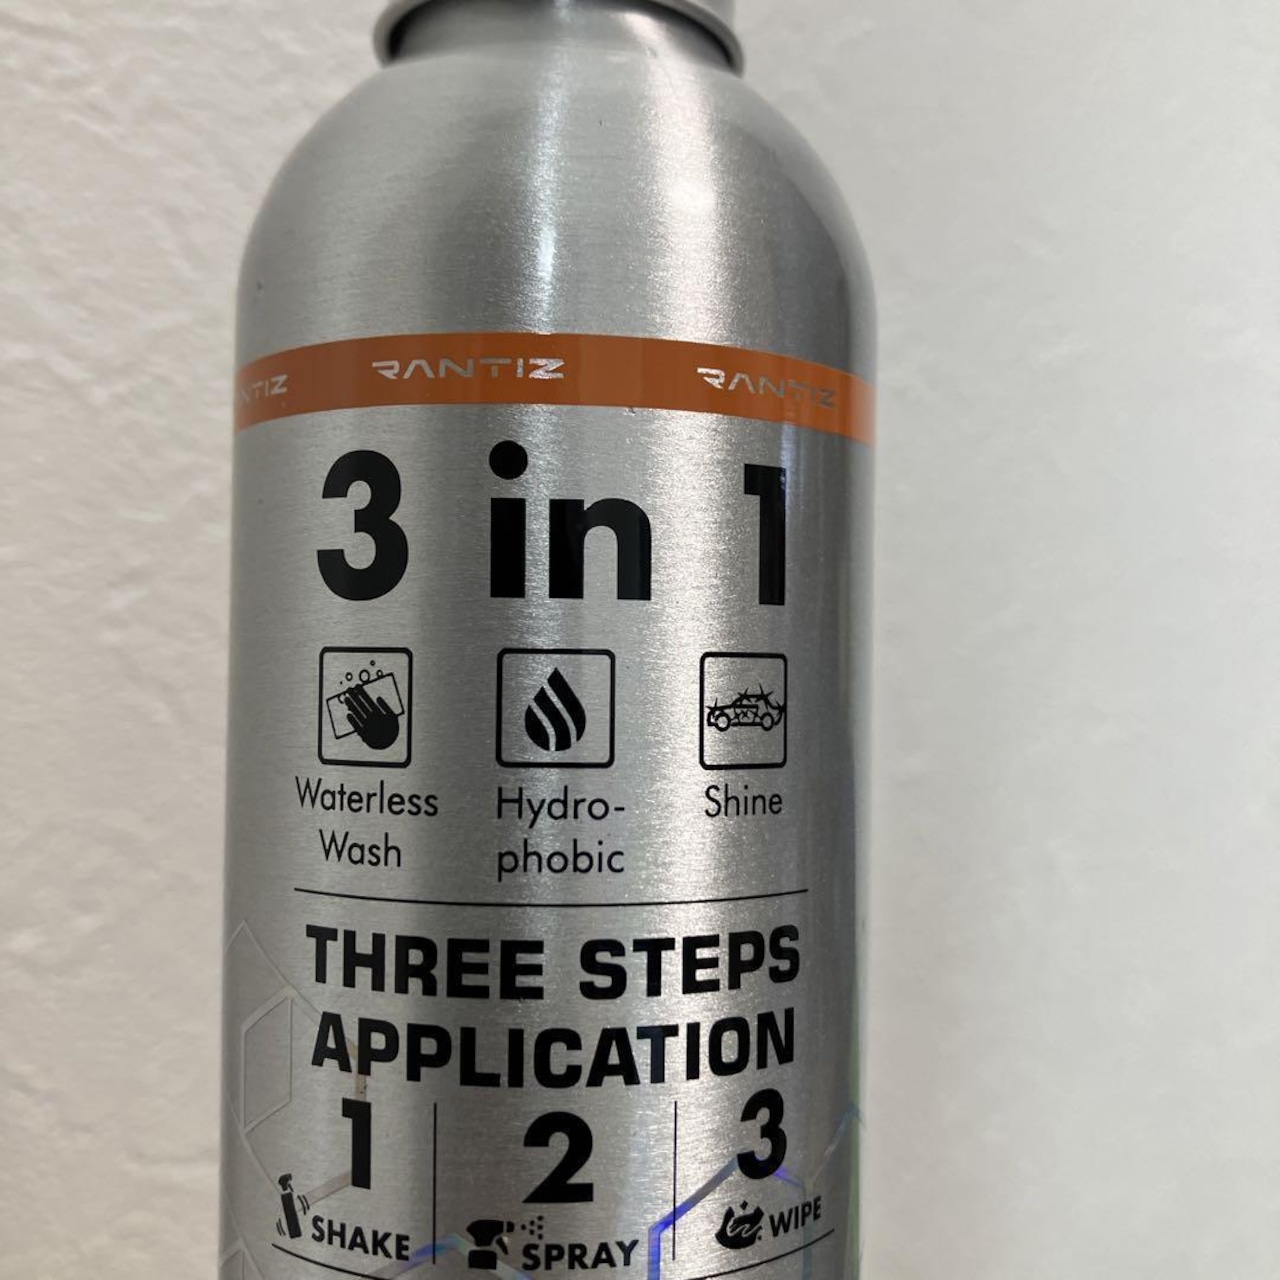 RANTIZ RANTIZ
3 in 1
Waterless Wash
Hydro-
phobic
Shine
THREE STEPS
APPLICATION
1 2 3
SHAKE SPRAY WIPE